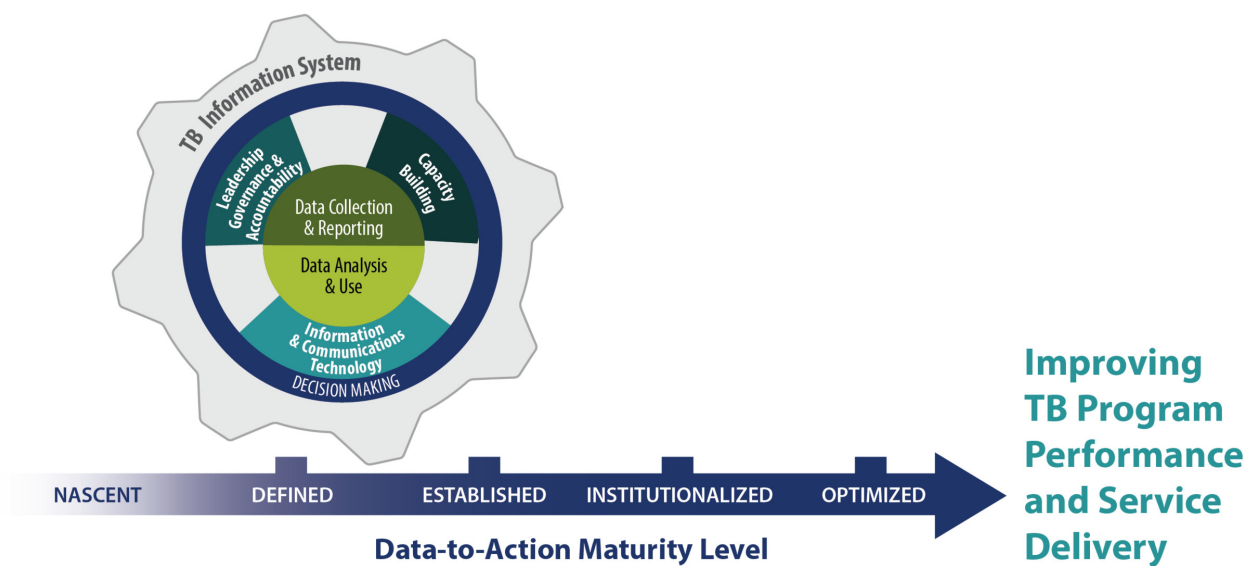 TB Information System
Leadership
Governance &
Accountability
Capacity
Building
Data Collection
& Reporting
Data Analysis
& Use
Information
& Communications
Technology
DECISION MAKING
NASCENT
DEFINED
ESTABLISHED
INSTITUTIONALIZED
OPTIMIZED
Data-to-Action Maturity Level
Improving
TB Program
Performance
and Service
Delivery